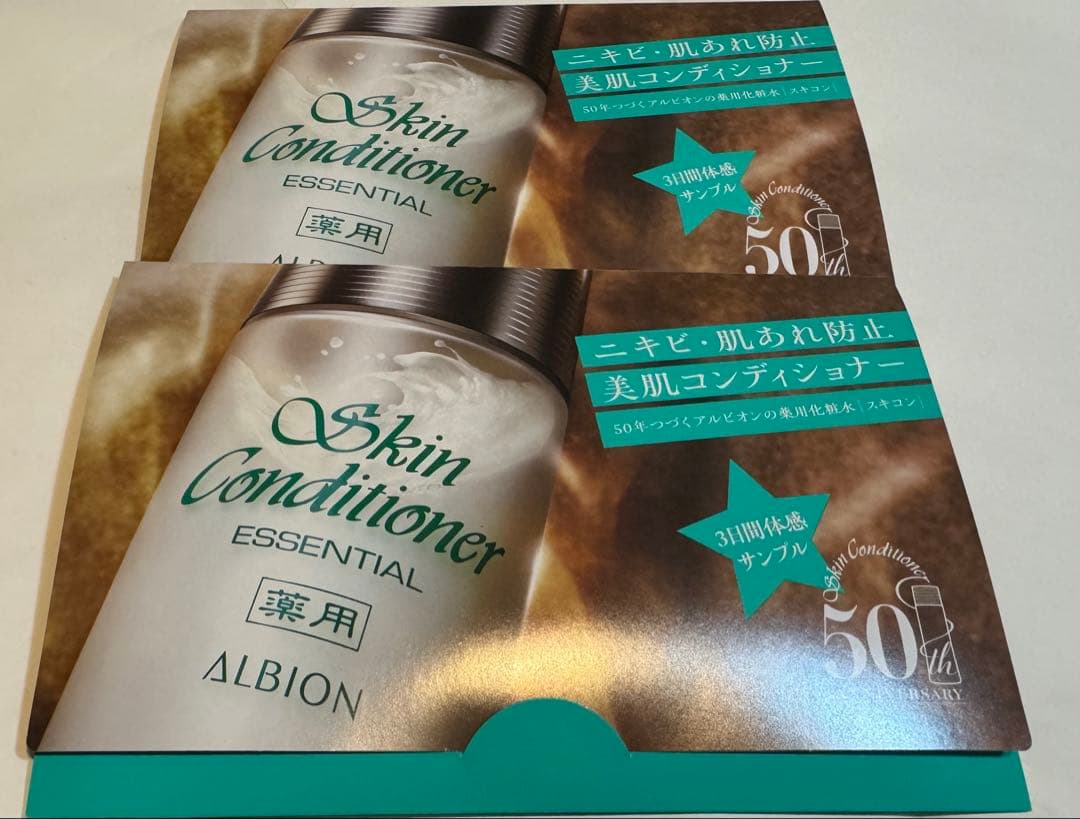 Skin
Conditioner
ESSENTIAL
薬用
ニキビ・肌あれ防止
美肌コンディショナー
50年つづくアルビオンの薬用化粧水|スキコン|
3日間体感
サンプル
Skin Conditioner
50th
Skin
Conditioner
ESSENTIAL
薬用
ALBION
ニキビ・肌あれ防止
美肌コンディショナー
50年つづくアルビオンの薬用化粧水|スキコン|
3日間体感
サンプル
Skin Conditioner
50th
ANNIVERSARY